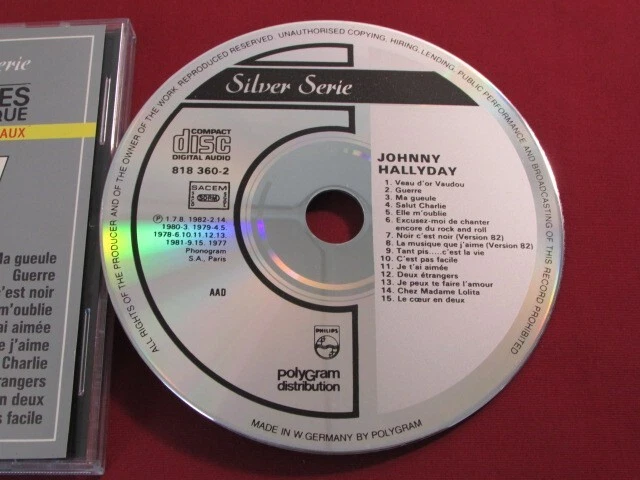 erie
ES
QUE
AUX
Ma gueule
Guerre
c'est noir
m'oublie
t'ai aimée
e j'aime
Charlie
trangers
en deux
s facile
ALL RIGHTS OF THE PRODUCER AND OF THE OWNER OF THE WORK REPRODUCED RESERVED. UNAUTHORISED COPYING, HIRING, LENDING, PUBLIC PERFORMANCE AND BROADCASTING OF THIS RECORD PROHIBITED
Silver Serie
COMPACT
disc
DIGITAL AUDIO
818 360-2
SACEM
SDRM
℗ 1.7.8. 1982-2.14.
1980-3. 1979-4.5.
1978-6.10.11.12.13.
1981-9.15. 1977
Phonogram
S.A., Paris
AAD
JOHNNY
HALLYDAY
1. Veau d'or Vaudou
2. Guerre
3. Ma gueule
4. Salut Charlie
5. Elle m'oublie
6. Excusez-moi de chanter
encore du rock and roll
7. Noir c'est noir (Version 82)
8. La musique que j'aime (Version 82)
9. Tant pis....c'est la vie
10. C'est pas facile
11. Je t'ai aimée
12. Deux étrangers
13. Je peux te faire l'amour
14. Chez Madame Lolita
15. Le cœur en deux
PHILIPS
polyGram
distribution
MADE IN W GERMANY BY POLYGRAM